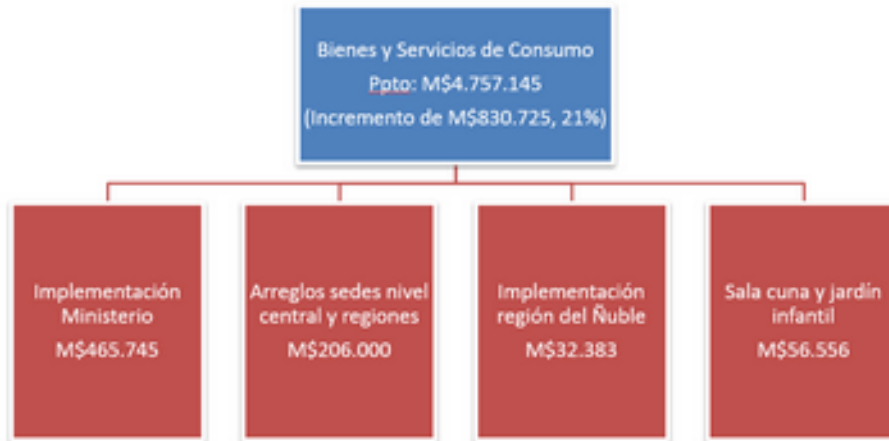 Bienes y Servicios de Consumo
Ppto: M$4.757.145
(Incremento de M$830.725, 21%)
Implementación
Ministerio
M$465.745
Arreglos sedes nivel
central y regiones
M$206.000
Implementación
región del Ñuble
M$32.383
Sala cuna y jardín
infantil
M$56.556